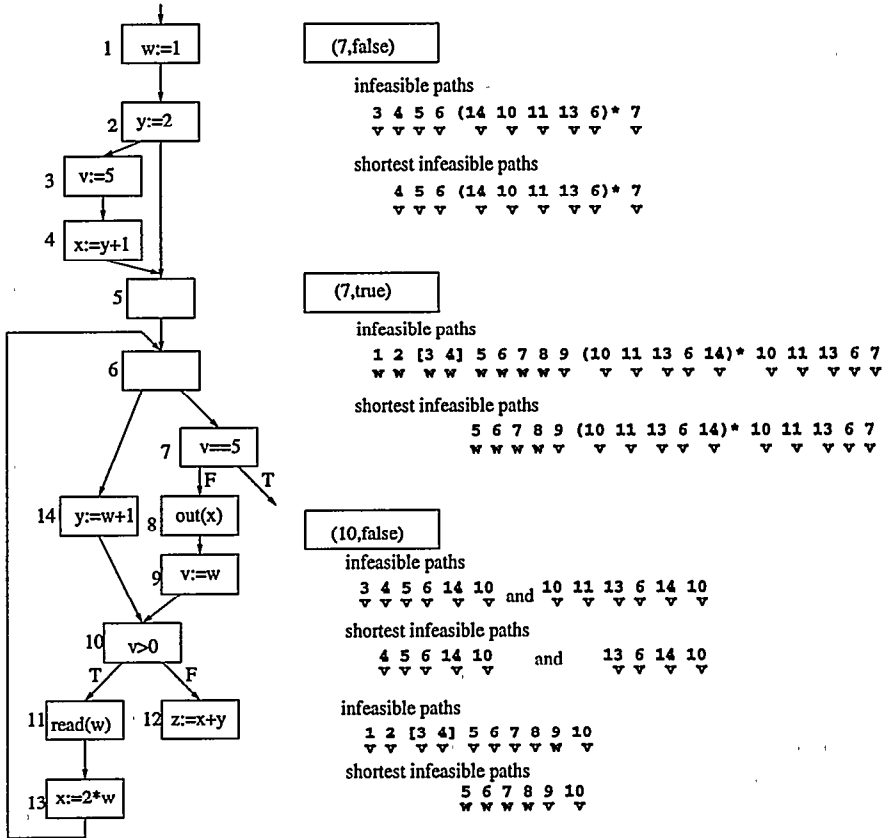 1 w:=1
2 y:=2
3 v:=5
4 x:=y+1
5
6
7 v==5
F T
14 y:=w+1
8 out(x)
9 v:=w
10 v>0
T F
11 read(w)
12 z:=x+y
13 x:=2*w
(7,false)
infeasible paths
3 4 5 6 (14 10 11 13 6)* 7
v v v v v v v v v v
shortest infeasible paths
4 5 6 (14 10 11 13 6)* 7
v v v v v v v v v
(7,true)
infeasible paths
1 2 [3 4] 5 6 7 8 9 (10 11 13 6 14)* 10 11 13 6 7
w w w w w w w w v v v v v v v v v v v
shortest infeasible paths
5 6 7 8 9 (10 11 13 6 14)* 10 11 13 6 7
w w w w v v v v v v v v v v v
(10,false)
infeasible paths
3 4 5 6 14 10 and 10 11 13 6 14 10
v v v v v v v v v v v v
shortest infeasible paths
4 5 6 14 10 and 13 6 14 10
v v v v v v v v v
infeasible paths
1 2 [3 4] 5 6 7 8 9 10
v v v v v v v v w v
shortest infeasible paths
5 6 7 8 9 10
w w w w v v